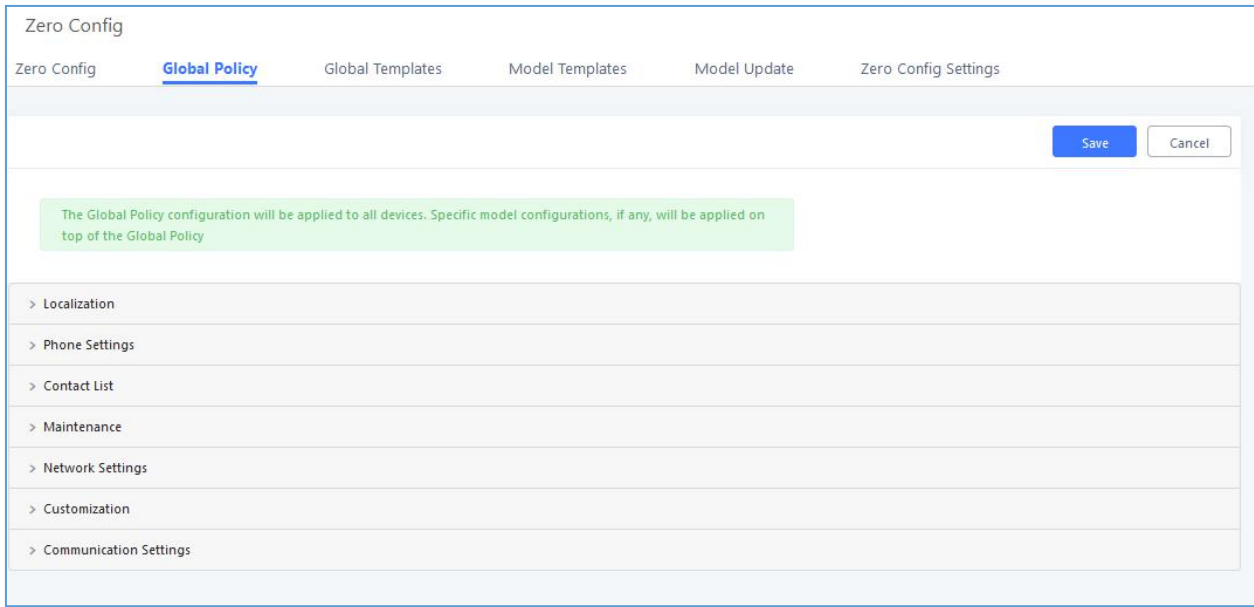 Zero Config
Zero Config Global Policy Global Templates Model Templates Model Update Zero Config Settings
Save Cancel
The Global Policy configuration will be applied to all devices. Specific model configurations, if any, will be applied on
top of the Global Policy
> Localization
> Phone Settings
> Contact List
> Maintenance
> Network Settings
> Customization
> Communication Settings